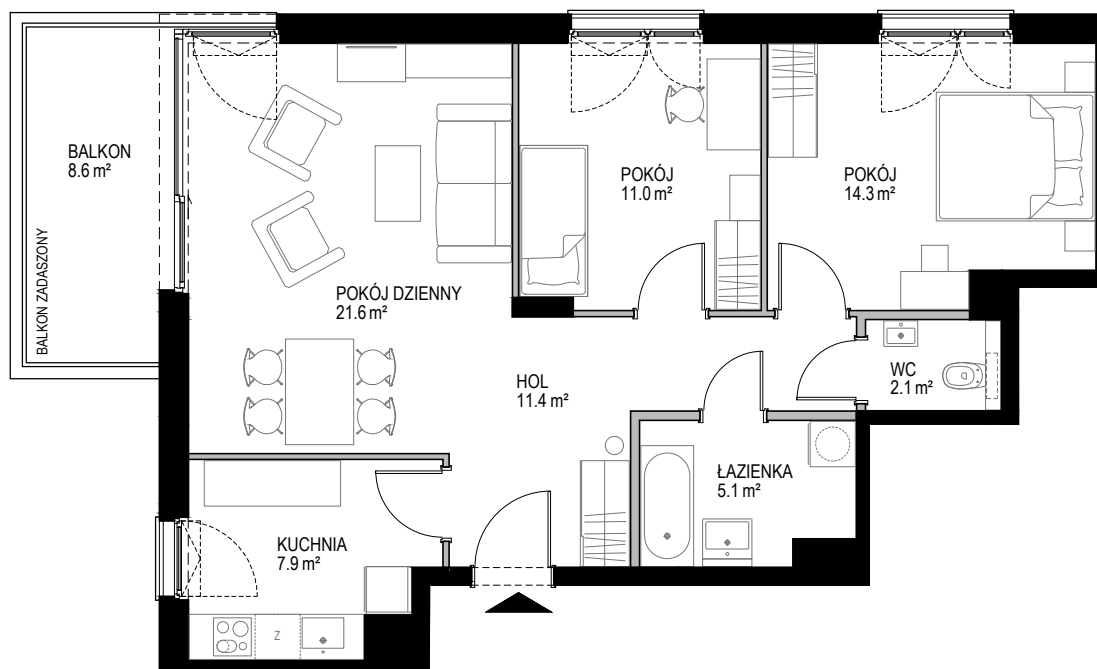 BALKON
8.6 m²
BALKON ZADASZONY
POKÓJ DZIENNY
21.6 m²
POKÓJ
11.0 m²
POKÓJ
14.3 m²
HOL
11.4 m²
WC
2.1 m²
ŁAZIENKA
5.1 m²
KUCHNIA
7.9 m²
Z